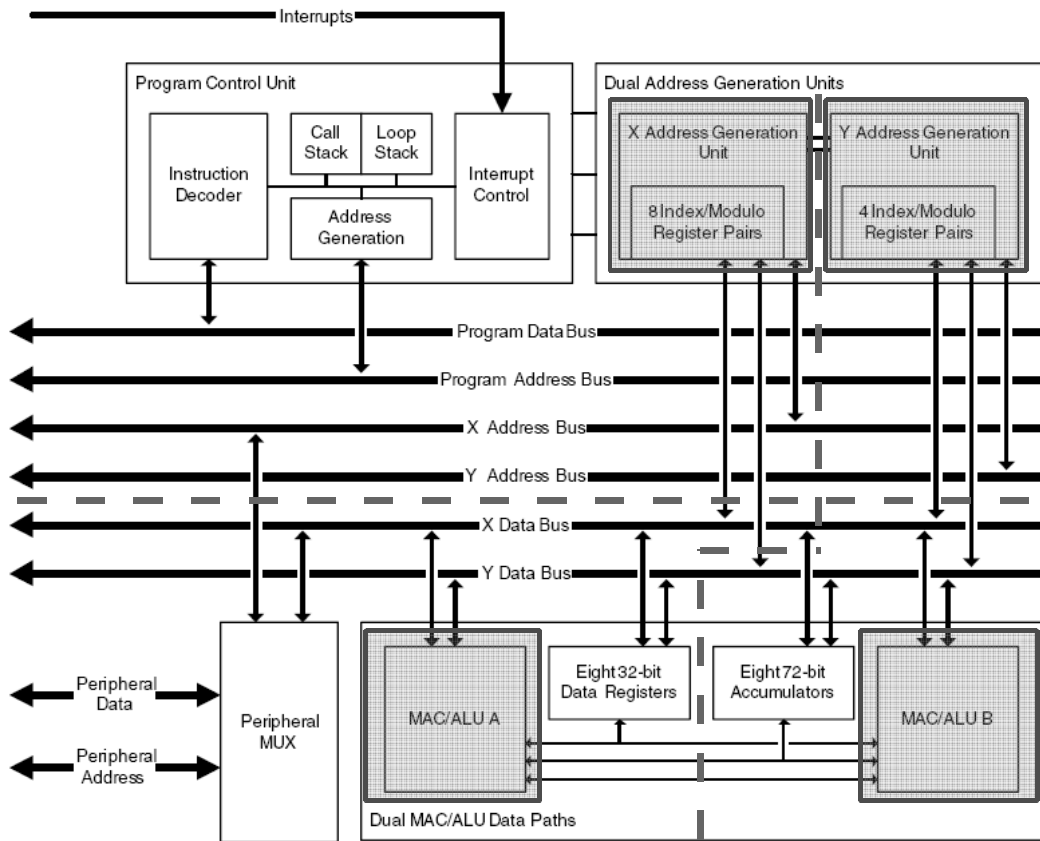 Interrupts
Program Control Unit
Dual Address Generation Units
Call
Stack
Loop
Stack
Instruction
Decoder
Interrupt
Control
Address
Generation
X Address Generation
Unit
8 Index/Modulo
Register Pairs
Y Address Generation
Unit
4 Index/Modulo
Register Pairs
Program Data Bus
Program Address Bus
X Address Bus
Y Address Bus
X Data Bus
Y Data Bus
Peripheral
Data
Peripheral
Address
Peripheral
MUX
MAC/ALU A
Eight 32-bit
Data Registers
Eight 72-bit
Accumulators
MAC/ALU B
Dual MAC/ALU Data Paths